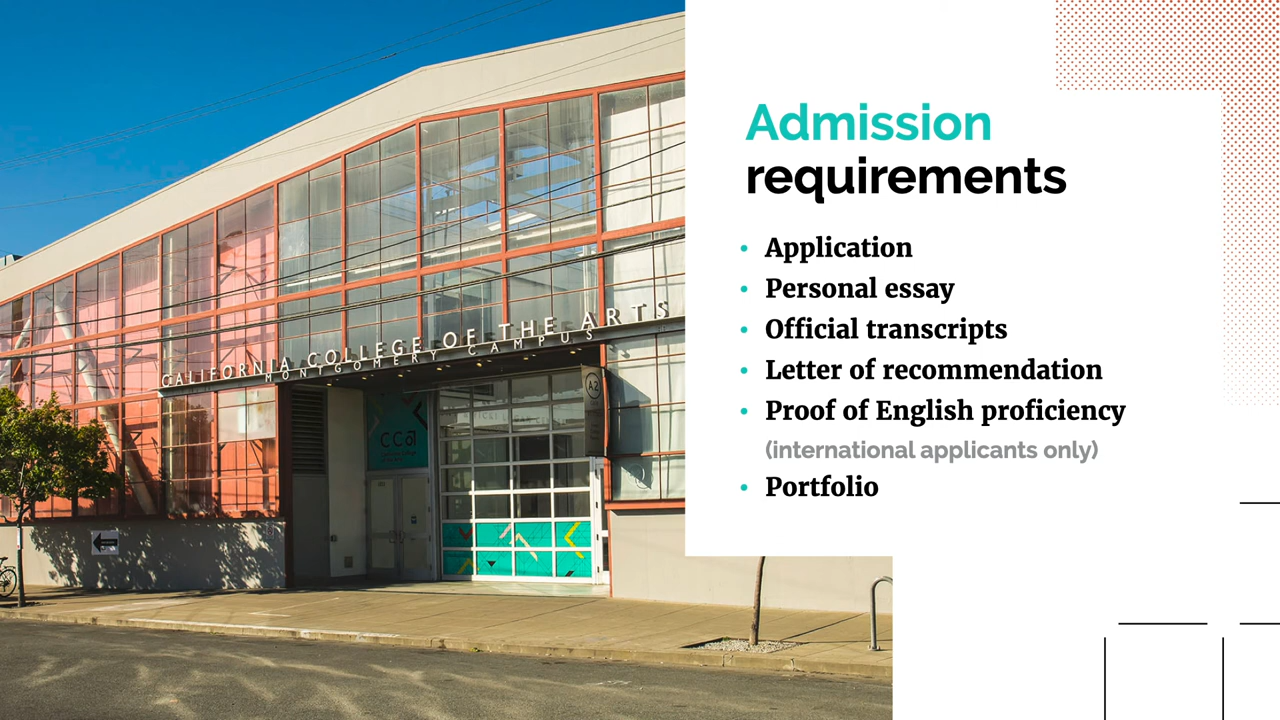 Admission
requirements
• Application
• Personal essay
• Official transcripts
• Letter of recommendation
• Proof of English proficiency
(international applicants only)
• Portfolio
CALIFORNIA COLLEGE OF THE ARTS
MONTGOMERY CAMPUS
A2
CCA